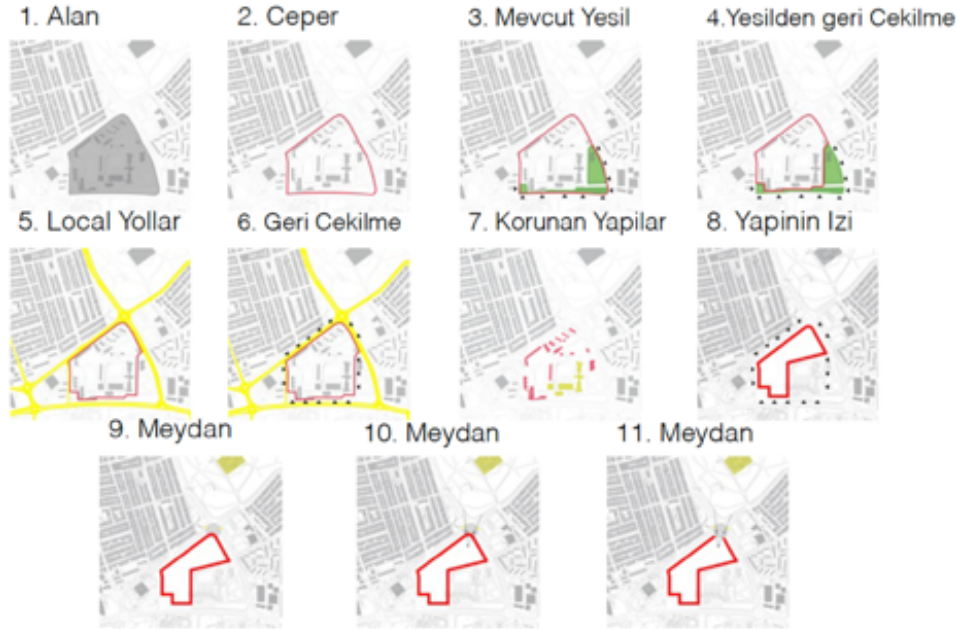 1. Alan
2. Ceper
3. Mevcut Yesil
4.Yesilden geri Cekilme
5. Local Yollar
6. Geri Cekilme
7. Korunan Yapilar
8. Yapinin Izi
9. Meydan
10. Meydan
11. Meydan